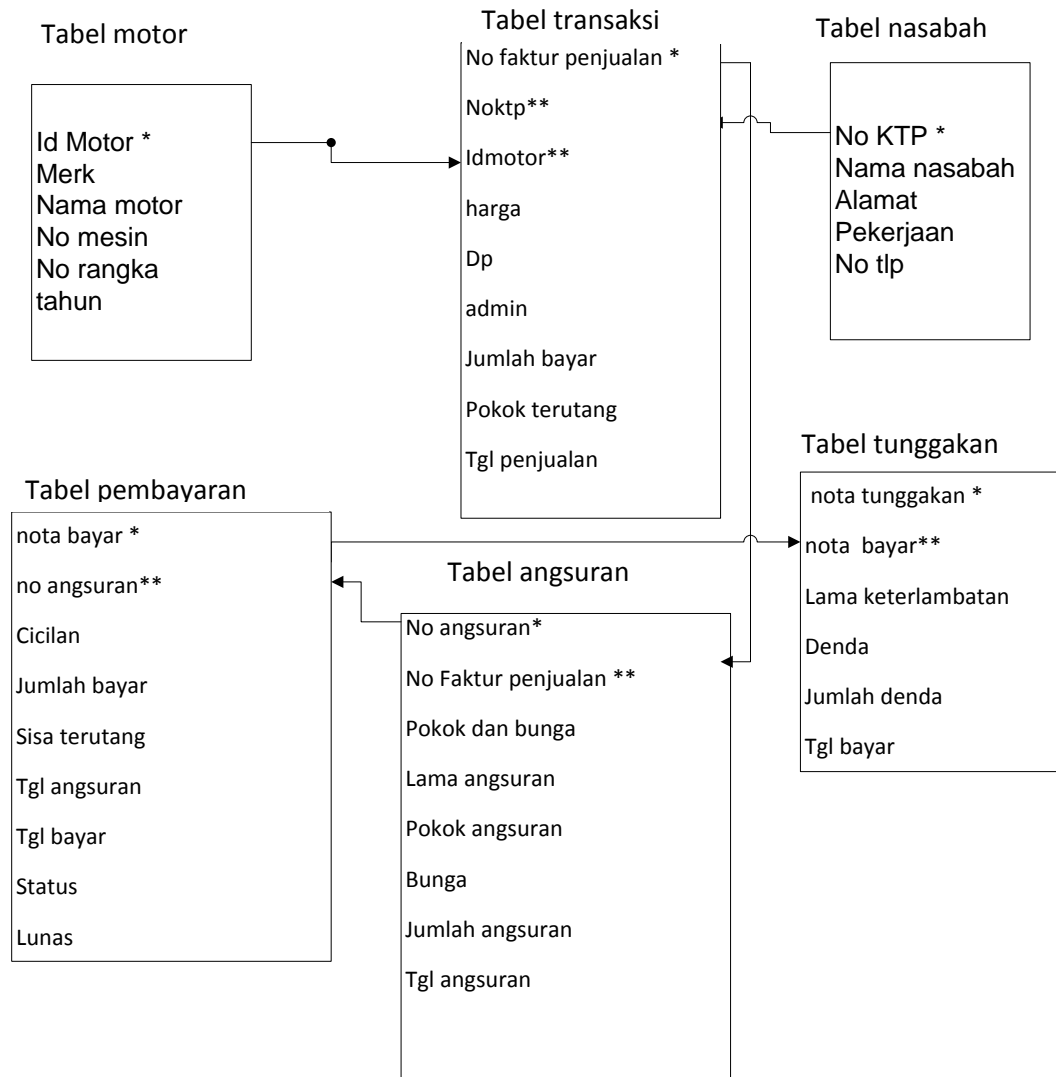 Tabel motor
Id Motor *
Merk
Nama motor
No mesin
No rangka
tahun
Tabel transaksi
No faktur penjualan *
Noktp**
Idmotor**
harga
Dp
admin
Jumlah bayar
Pokok terutang
Tgl penjualan
Tabel nasabah
No KTP *
Nama nasabah
Alamat
Pekerjaan
No tlp
Tabel pembayaran
nota bayar *
no angsuran**
Cicilan
Jumlah bayar
Sisa terutang
Tgl angsuran
Tgl bayar
Status
Lunas
Tabel angsuran
No angsuran*
No Faktur penjualan **
Pokok dan bunga
Lama angsuran
Pokok angsuran
Bunga
Jumlah angsuran
Tgl angsuran
Tabel tunggakan
nota tunggakan *
nota bayar**
Lama keterlambatan
Denda
Jumlah denda
Tgl bayar